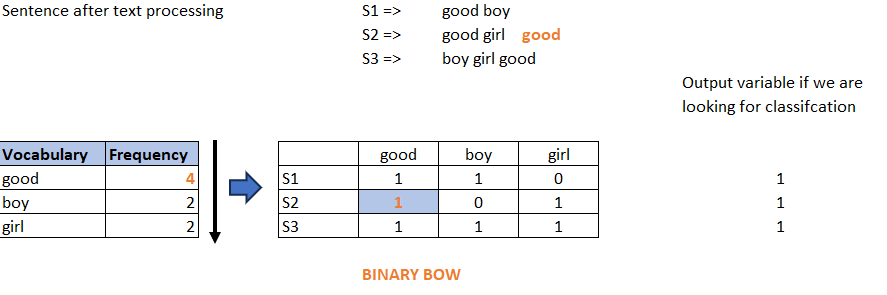 Sentence after text processing S1 => good boy
S2 => good girl good
S3 => boy girl good
Output variable if we are
looking for classifcation
Vocabulary Frequency good boy girl
good 4 S1 1 1 0 1
boy 2 S2 1 0 1 1
girl 2 S3 1 1 1 1
BINARY BOW